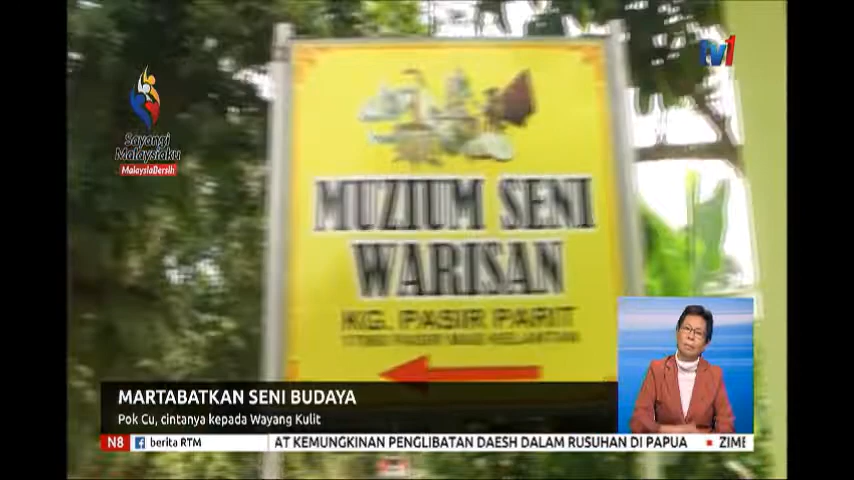 tv1
Sayangi
Malaysiaku
MalaysiaBersih
MUZIUM SENI
WARISAN
KG. PASIR PARIT
MARTABATKAN SENI BUDAYA
Pok Cu, cintanya kepada Wayang Kulit
N8 berita RTM AT KEMUNGKINAN PENGLIBATAN DAESH DALAM RUSUHAN DI PAPUA ZIME